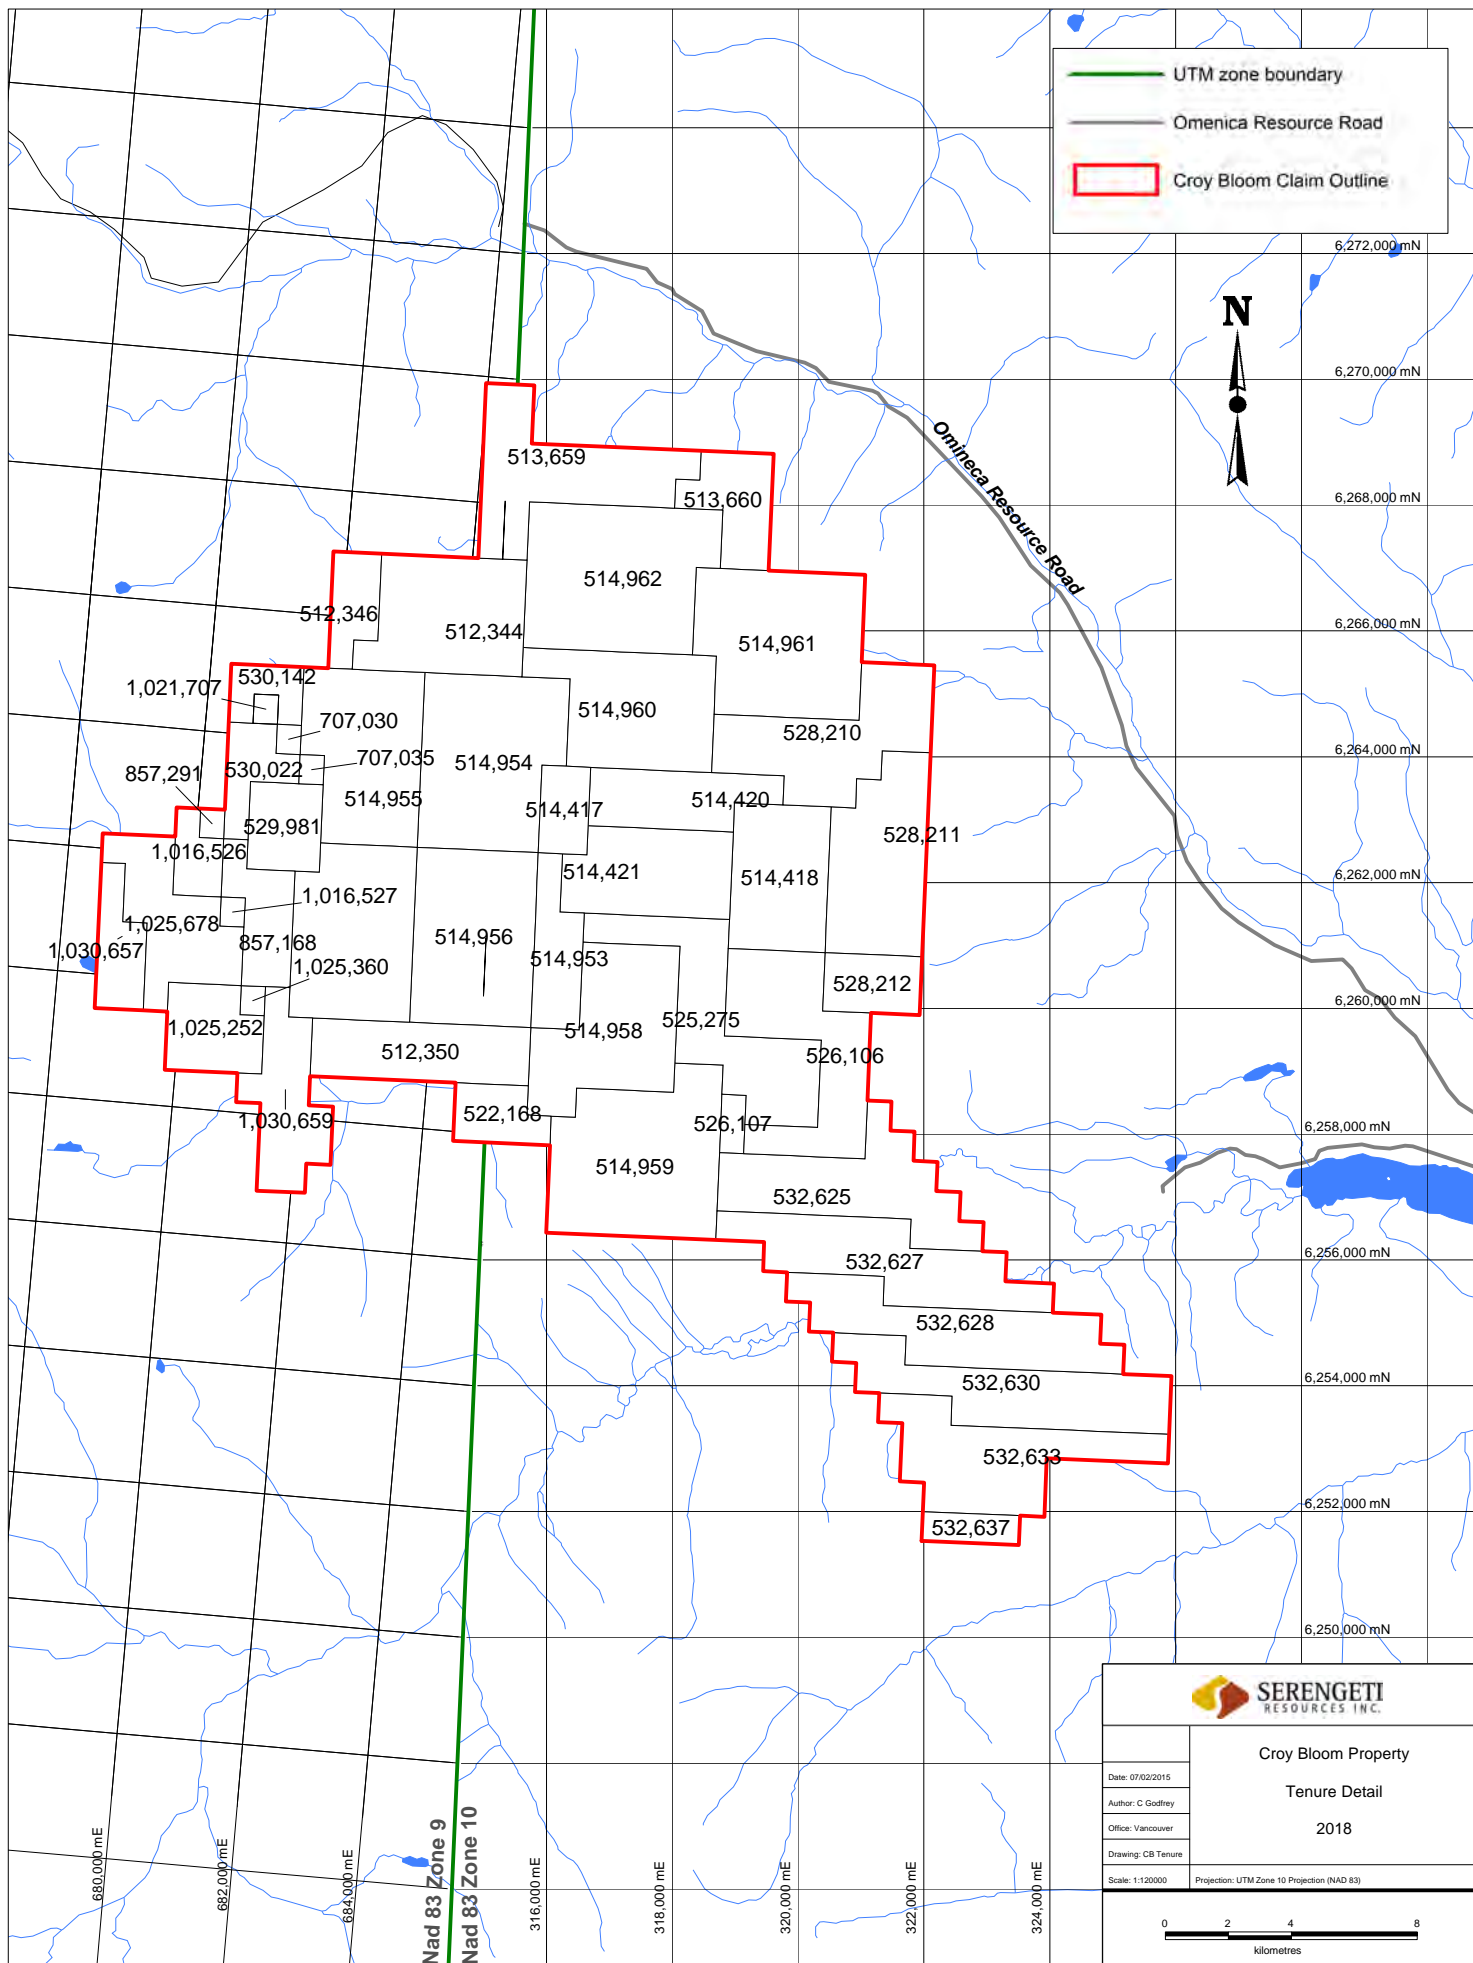 UTM zone boundary
Omenica Resource Road
Croy Bloom Claim Outline
6,272,000 mN
N
6,270,000 mN
Omineca Resource Road
513,659
513,660
6,268,000 mN
514,962
512,346
512,344
514,961
6,266,000 mN
530,142
1,021,707
707,030
514,960
528,210
707,035
514,954
6,264,000 mN
857,291
530,022
514,955
514,417
514,420
529,981
528,211
1,016,526
514,421
514,418
6,262,000 mN
1,016,527
1,025,678
857,168
514,956
1,030,657
514,953
1,025,360
528,212
6,260,000 mN
1,025,252
514,958
525,275
512,350
526,106
522,168
1,030,659
526,107
6,258,000 mN
514,959
532,625
532,627
6,256,000 mN
532,628
532,630
6,254,000 mN
532,633
6,252,000 mN
532,637
6,250,000 mN
680,000 mE
682,000 mE
684,000 mE
Nad 83 Zone 9
Nad 83 Zone 10
316,000 mE
318,000 mE
320,000 mE
322,000 mE
324,000 mE
SERENGETI
RESOURCES INC.
Croy Bloom Property
Tenure Detail
2018
Date: 07/02/2015
Author: C Godfrey
Office: Vancouver
Drawing: CB Tenure
Scale: 1:120000
Projection: UTM Zone 10 Projection (NAD 83)
0 2 4 8
kilometres